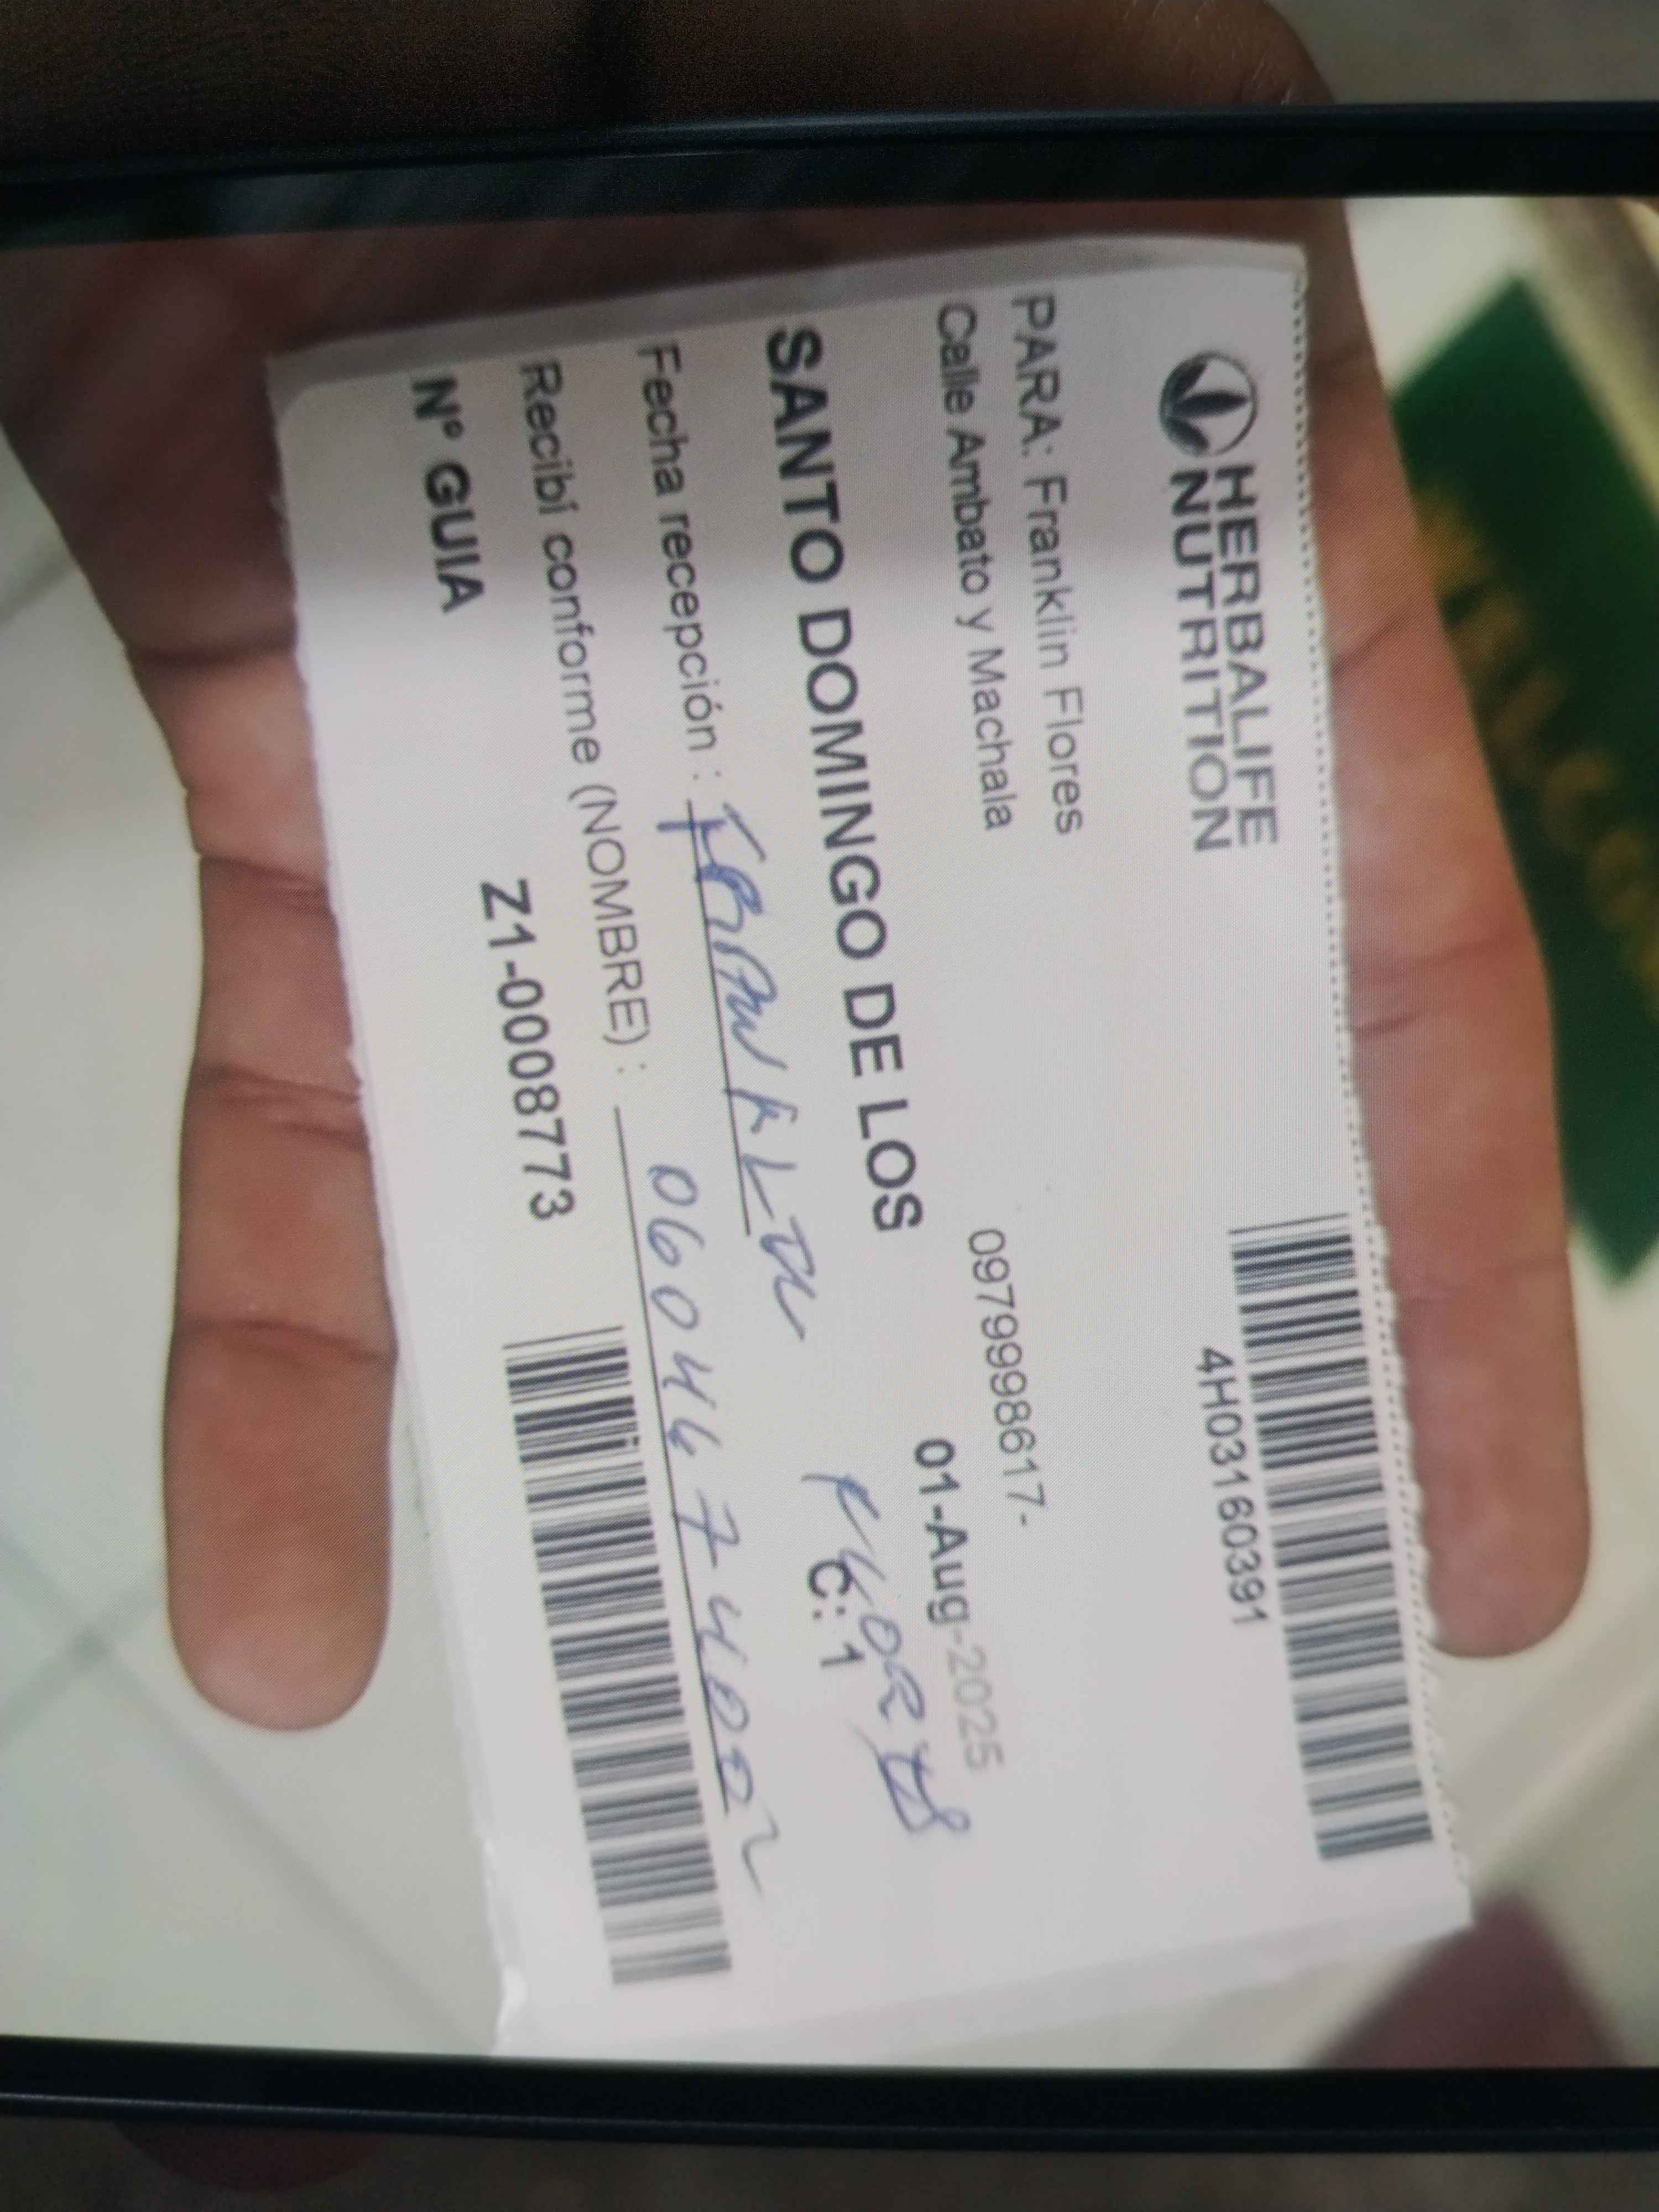 HERBALIFE
NUTRITION
4H03160391
PARA: Franklin Flores
Calle Ambato y Machala
0979998617-
01-Aug-2025
SANTO DOMINGO DE LOS
C: 1
Fecha recepción : FRANKLIN
Recibí conforme (NOMBRE) :
Nº GUIA
Z1-0008773